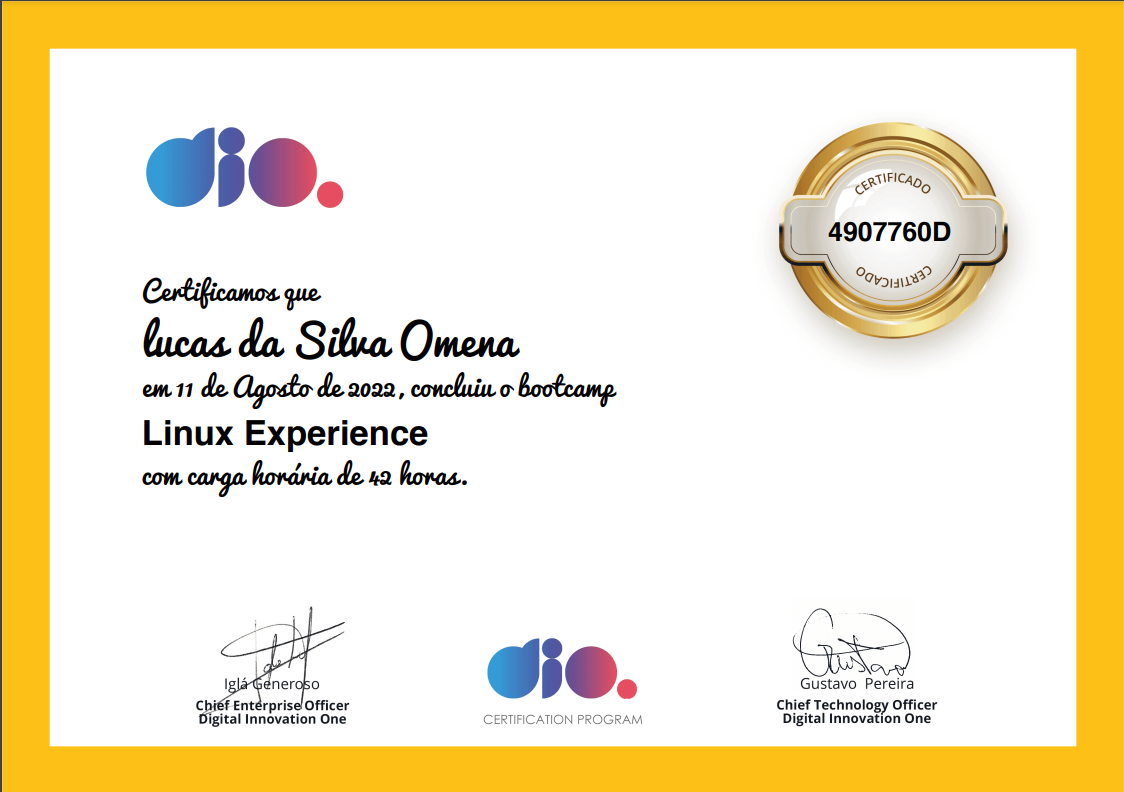 dio.
CERTIFICADO
4907760D
CERTIFICADO
Certificamos que
lucas da Silva Omena
em 11 de Agosto de 2022, concluiu o bootcamp
Linux Experience
com carga horária de 42 horas.
Iglá Generoso
Chief Enterprise Officer
Digital Innovation One
dio.
CERTIFICATION PROGRAM
Gustavo
Gustavo Pereira
Chief Technology Officer
Digital Innovation One